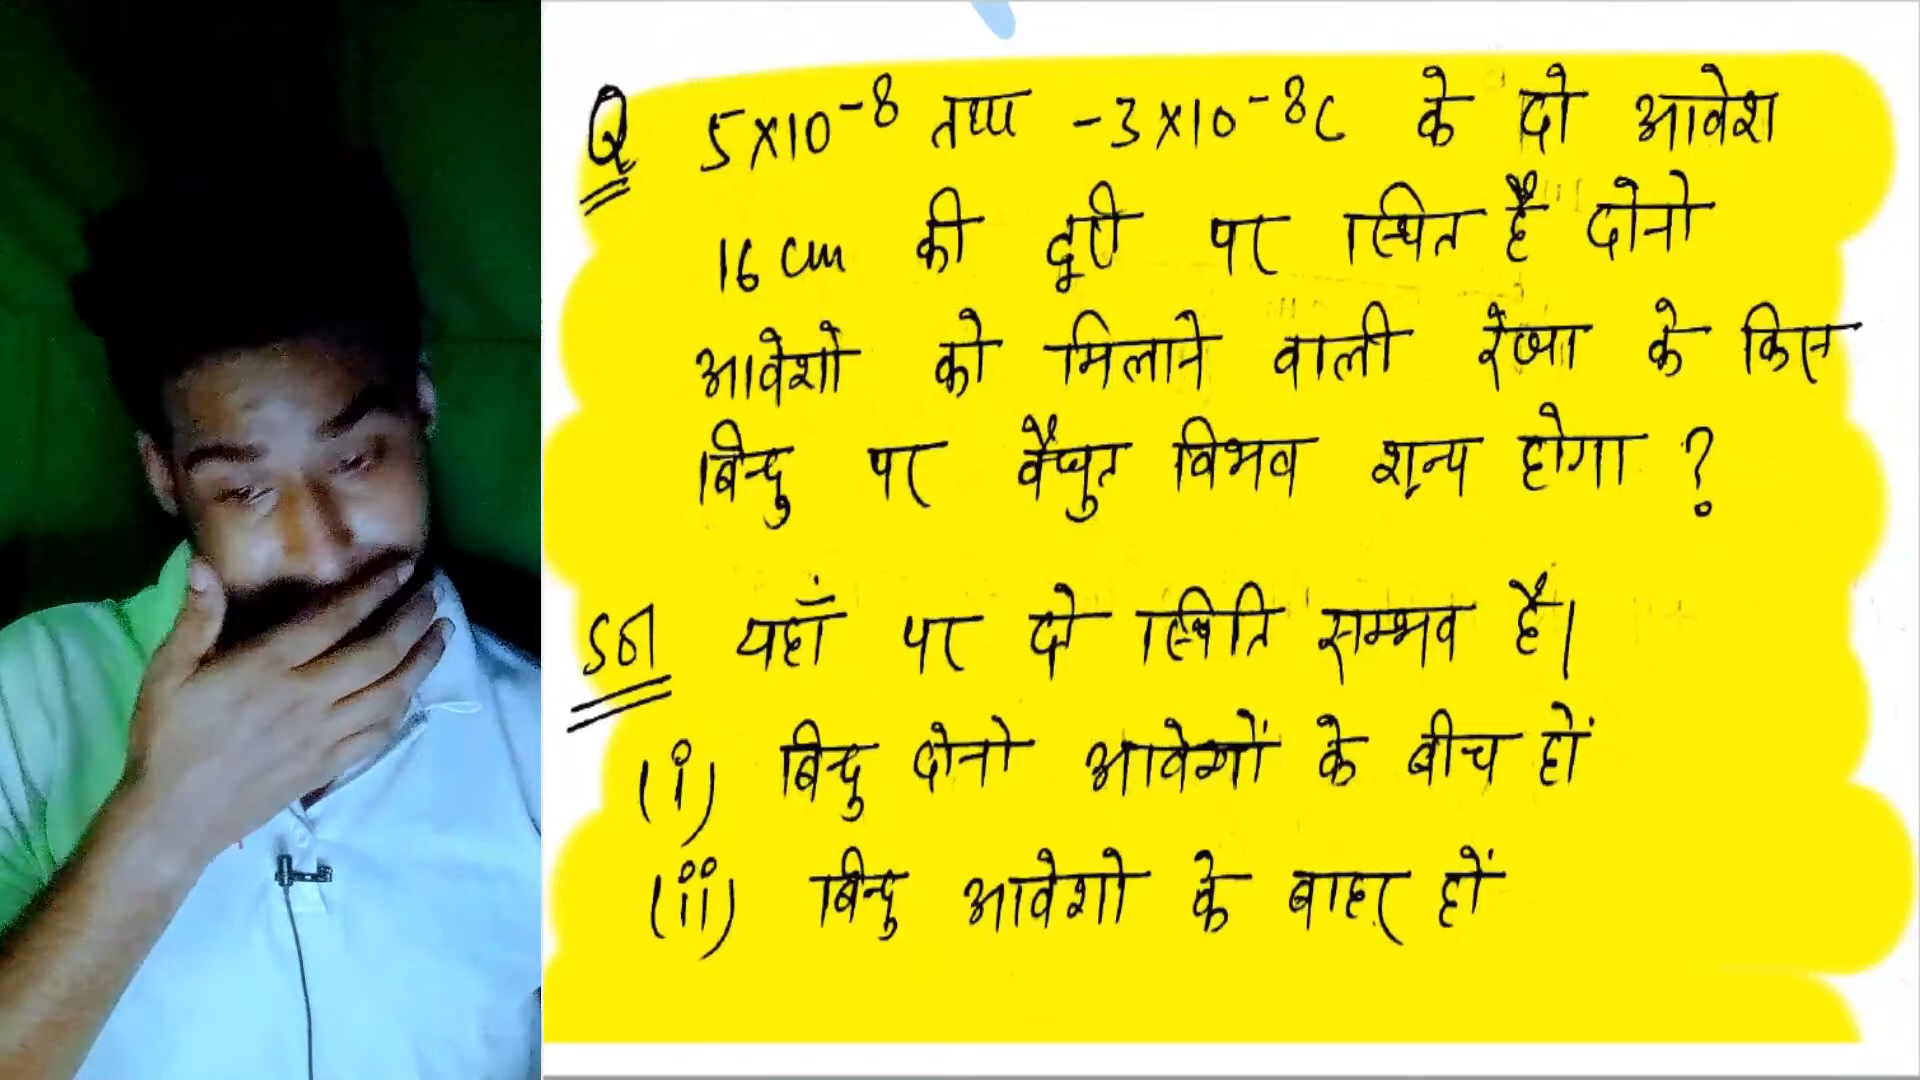 Q 5×10⁻⁸ तथा -3×10⁻⁸C के दो आवेश
16 cm की दूरी पर स्थित है दोनो
आवेशो को मिलाने वाली रेखा के किस
बिन्दु पर वैद्युत विभव शून्य होगा ?
Sol यहाँ पर दो स्थिति सम्भव है।
(i) बिन्दु दोनो आवेशों के बीच हों
(ii) बिन्दु आवेशो के बाहर हों